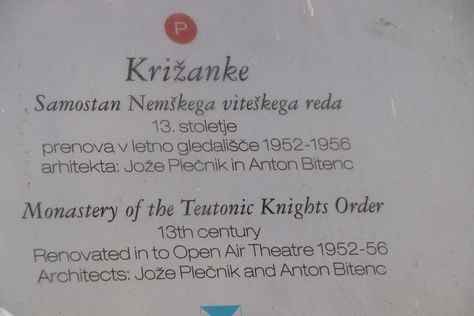 P
Križanke
Samostan Nemškega viteškega reda
13. stoletje
prenova v letno gledališče 1952-1956
arhitekta: Jože Plečnik in Anton Bitenc
Monastery of the Teutonic Knights Order
13th century
Renovated in to Open Air Theatre 1952-56
Architects: Jože Plečnik and Anton Bitenc